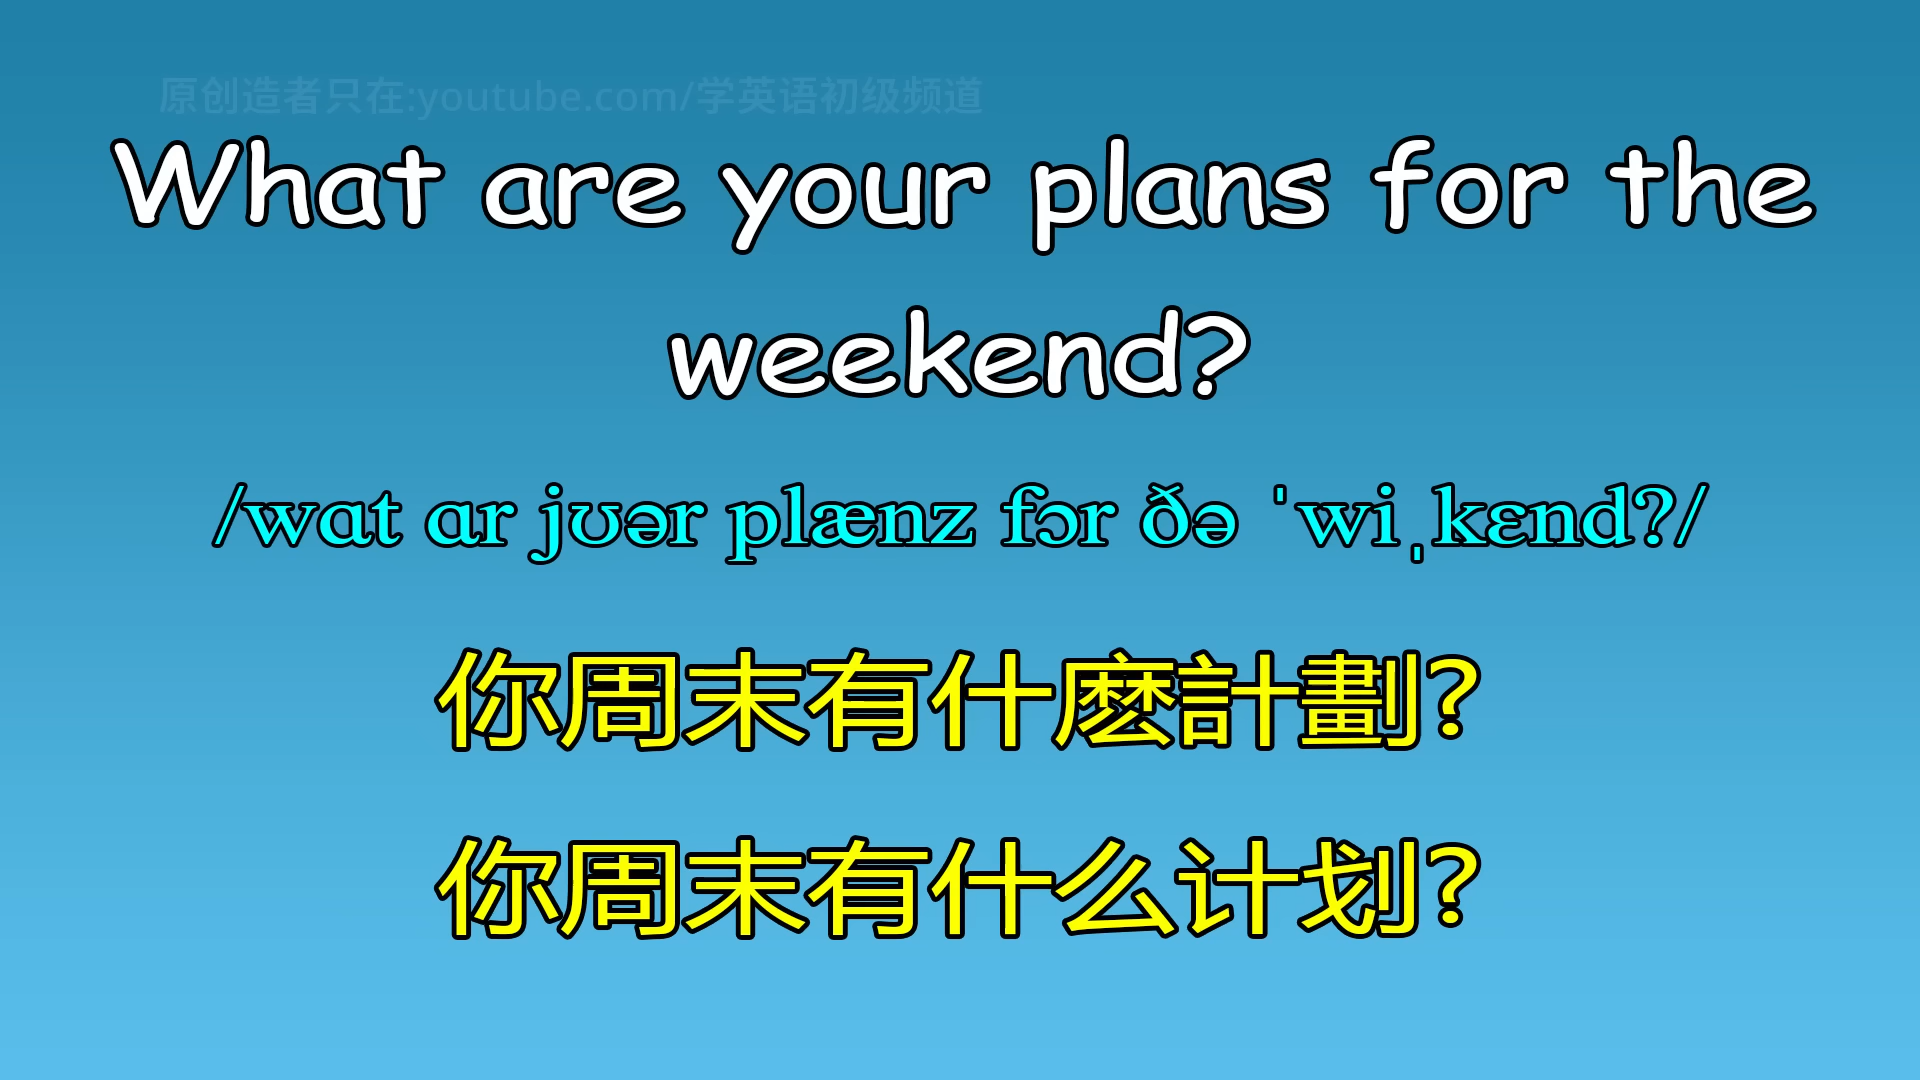 原创造者只在:youtube.com/学英语初级频道
What are your plans for the
weekend?
/wɑt ɑr jʊər plænz fɔr ðə ˈwiˌkɛnd?/
你周末有什麽計劃？
你周末有什么计划？